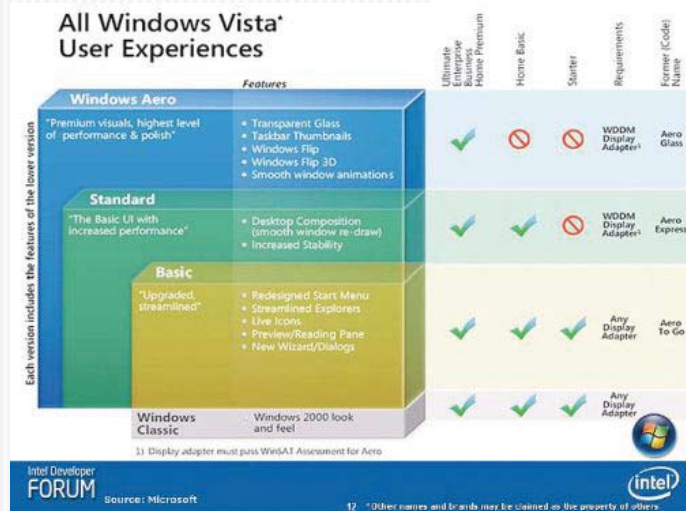 All Windows Vista*
User Experiences
Features
Ultimate
Enterprise
Business
Home Premium
Home Basic
Starter
Requirements
Former (Code)
Name
Each version includes the features of the lower version
Windows Aero
"Premium visuals, highest level
of performance & polish"
• Transparent Glass
• Taskbar Thumbnails
• Windows Flip
• Windows Flip 3D
• Smooth window animations
WDDM
Display
Adapter¹
Aero
Glass
Standard
"The Basic UI with
increased performance"
• Desktop Composition
(smooth window re-draw)
• Increased Stability
WDDM
Display
Adapter¹
Aero
Express
Basic
"Upgraded,
streamlined"
• Redesigned Start Menu
• Streamlined Explorers
• Live Icons
• Preview/Reading Pane
• New Wizard/Dialogs
Any
Display
Adapter
Aero
To Go
Windows
Classic
Windows 2000 look
and feel
Any
Display
Adapter
1) Display adapter must pass WinSAT Assessment for Aero
Intel Developer
FORUM
Source: Microsoft
12 *Other names and brands may be claimed as the property of others
intel